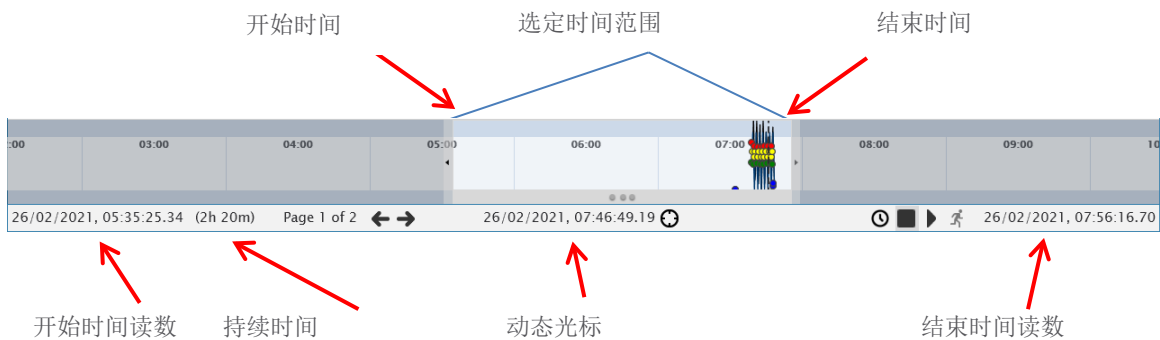 开始时间 选定时间范围 结束时间
:00 03:00 04:00 05:00 06:00 07:00 08:00 09:00 10
26/02/2021, 05:35:25.34 (2h 20m) Page 1 of 2 26/02/2021, 07:46:49.19 26/02/2021, 07:56:16.70
开始时间读数 持续时间 动态光标 结束时间读数